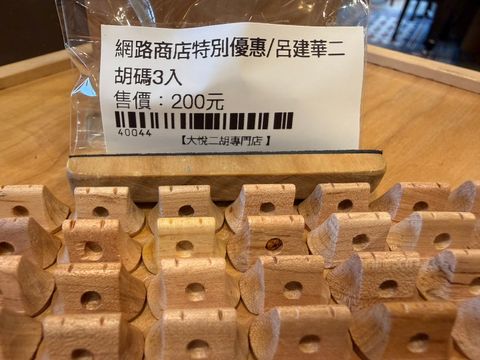 網路商店特別優惠/呂建華二
胡碼3入
售價：200元
40044
【大悅二胡專門店 】